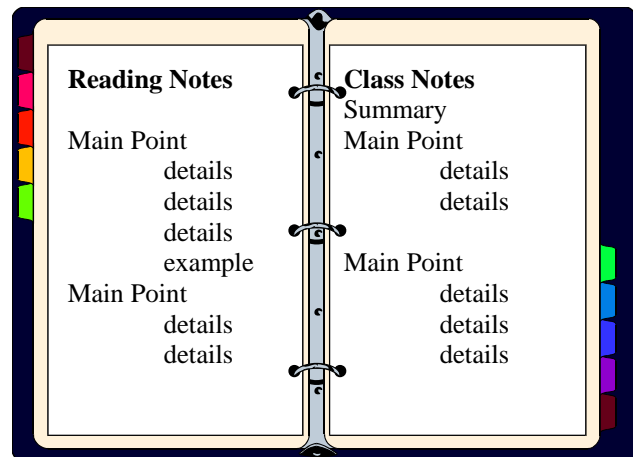 Reading Notes
Main Point
details
details
details
example
Main Point
details
details
Class Notes
Summary
Main Point
details
details
Main Point
details
details
details